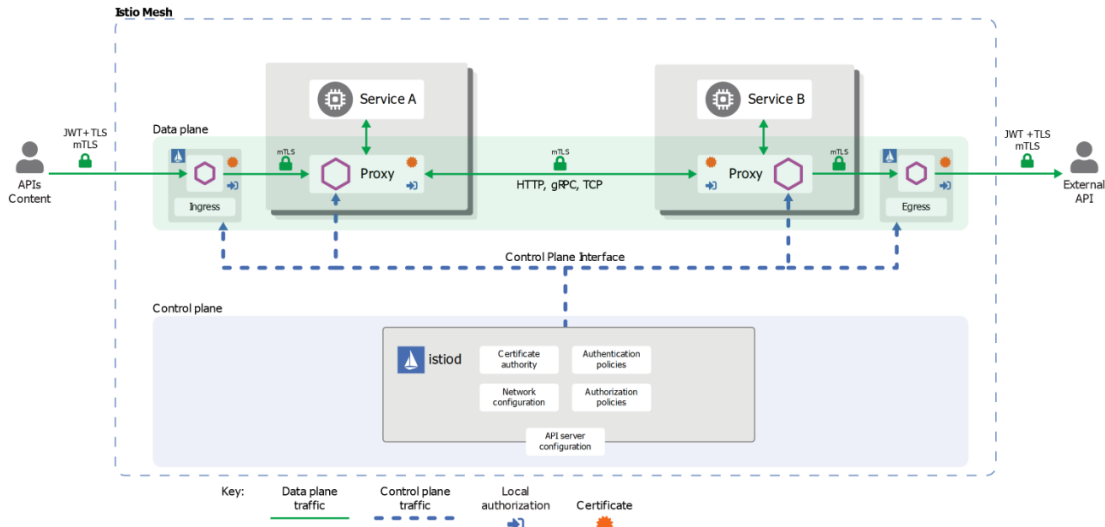 Istio Mesh
Service A
Service B
Data plane
JWT+TLS
mTLS
JWT +TLS
mTLS
mTLS
mTLS
mTLS
Proxy
Proxy
HTTP, gRPC, TCP
APIs
Content
External
API
Ingress
Egress
Control Plane Interface
Control plane
istiod
Certificate
authority
Authentication
policies
Network
configuration
Authorization
policies
API server
configuration
Key:
Data plane
traffic
Control plane
traffic
Local
authorization
Certificate